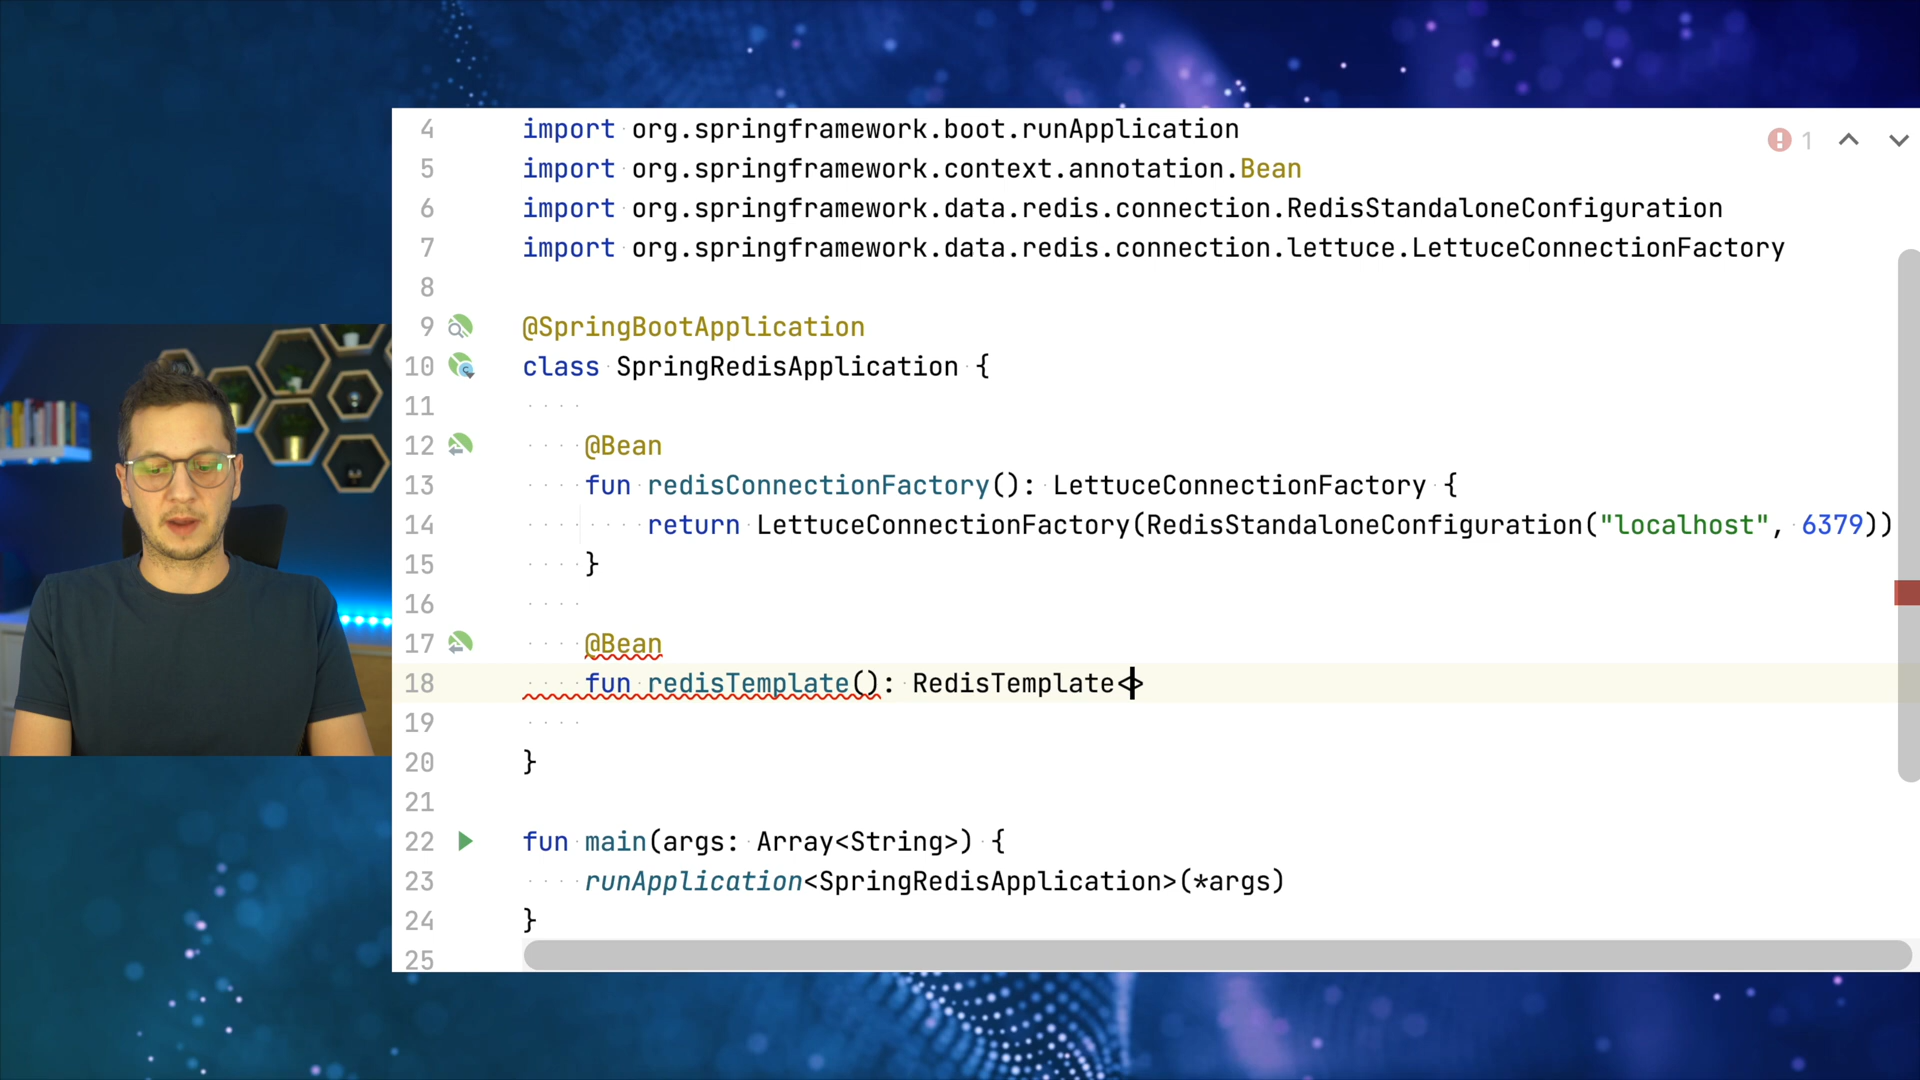 4 import org.springframework.boot.runApplication
5 import org.springframework.context.annotation.Bean
6 import org.springframework.data.redis.connection.RedisStandaloneConfiguration
7 import org.springframework.data.redis.connection.lettuce.LettuceConnectionFactory
8
9 @SpringBootApplication
10 class SpringRedisApplication {
11
12 @Bean
13 fun redisConnectionFactory(): LettuceConnectionFactory {
14 return LettuceConnectionFactory(RedisStandaloneConfiguration("localhost", 6379))
15 }
16
17 @Bean
18 fun redisTemplate(): RedisTemplate<>
19
20 }
21
22 fun main(args: Array<String>) {
23 runApplication<SpringRedisApplication>(*args)
24 }
25
1